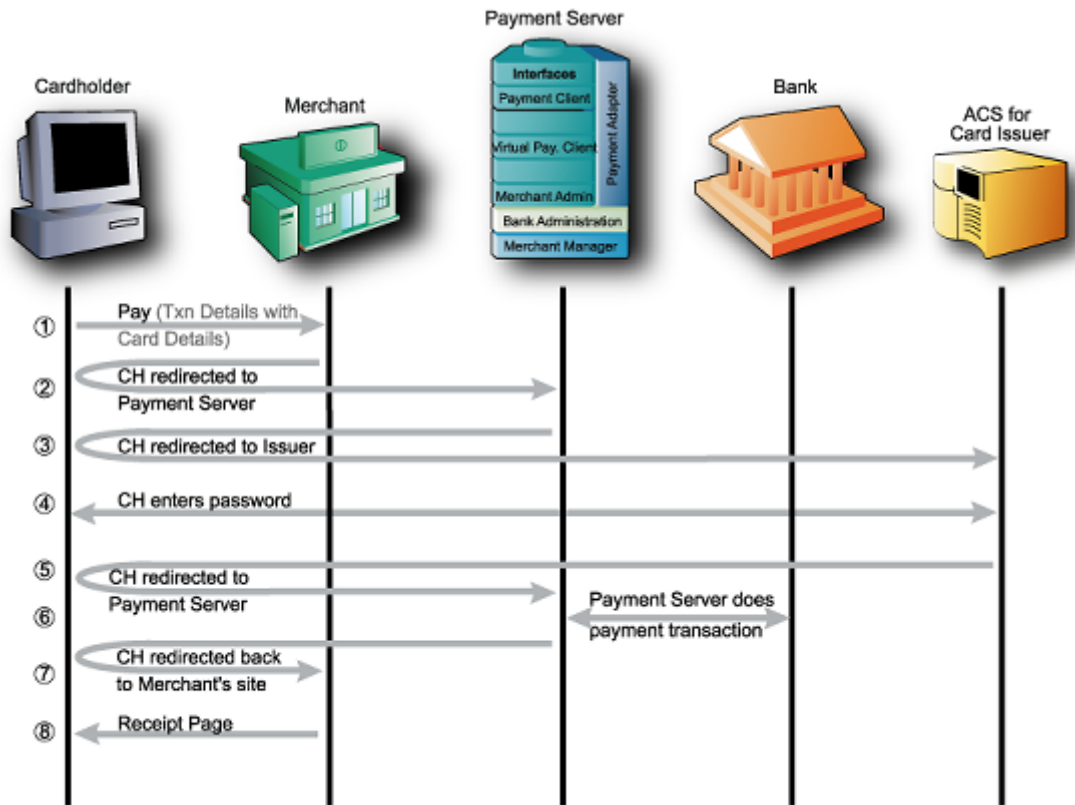 Payment Server
Cardholder
Merchant
Bank
ACS for
Card Issuer
Interfaces
Payment Client
Virtual Pay. Client
Merchant Admin
Payment Adapter
Bank Administration
Merchant Manager
① Pay (Txn Details with
Card Details)
② CH redirected to
Payment Server
③ CH redirected to Issuer
④ CH enters password
⑤ CH redirected to
Payment Server
⑥ Payment Server does
payment transaction
⑦ CH redirected back
to Merchant's site
⑧ Receipt Page